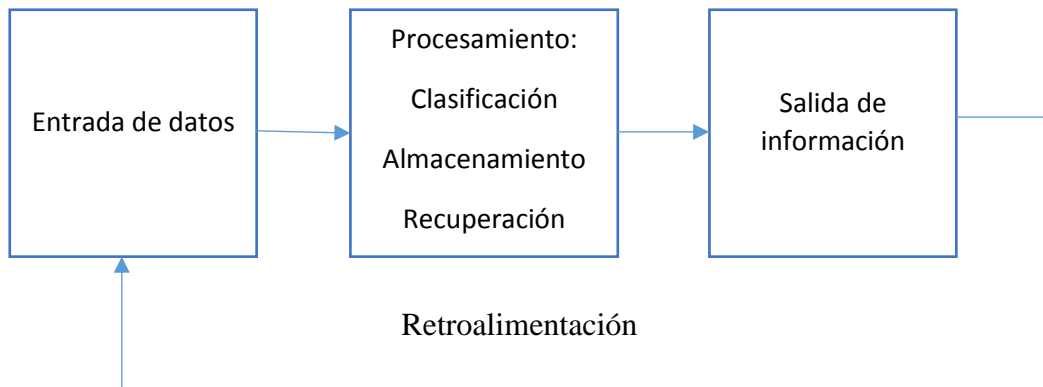 Entrada de datos
Procesamiento:
Clasificación
Almacenamiento
Recuperación
Salida de
información
Retroalimentación